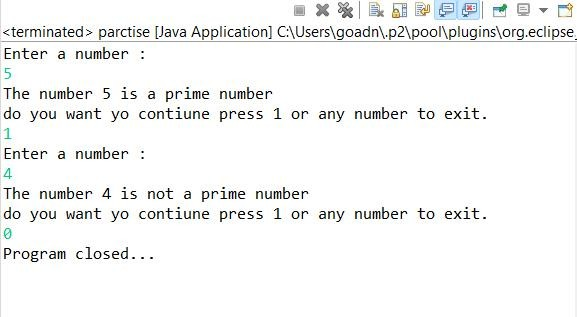 <terminated> parctise [Java Application] C:\Users\goadn\.p2\pool\plugins\org.eclipse.
Enter a number :
5
The number 5 is a prime number
do you want yo contiune press 1 or any number to exit.
1
Enter a number :
4
The number 4 is not a prime number
do you want yo contiune press 1 or any number to exit.
0
Program closed...